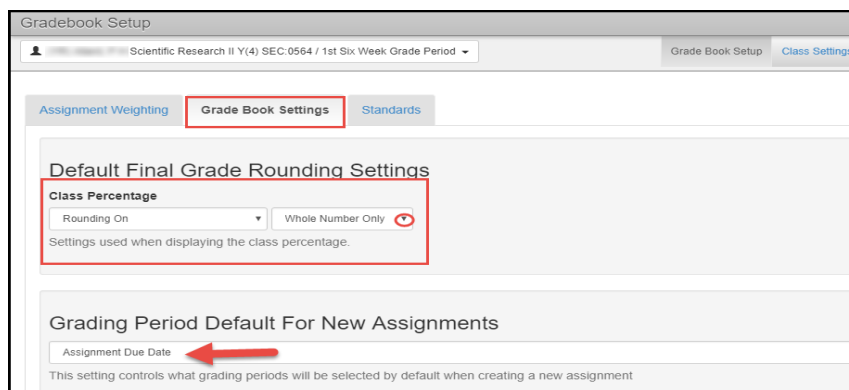 Gradebook Setup
Scientific Research II Y(4) SEC:0564 / 1st Six Week Grade Period
Grade Book Setup
Class Settings
Assignment Weighting
Grade Book Settings
Standards
Default Final Grade Rounding Settings
Class Percentage
Rounding On
Whole Number Only
Settings used when displaying the class percentage.
Grading Period Default For New Assignments
Assignment Due Date
This setting controls what grading periods will be selected by default when creating a new assignment